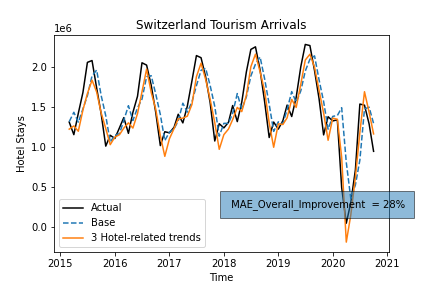 Switzerland Tourism Arrivals
1e6
Hotel Stays
2.0
1.5
1.0
0.5
0.0
Actual
Base
3 Hotel-related trends
MAE_Overall_Improvement = 28%
2015 2016 2017 2018 2019 2020 2021
Time